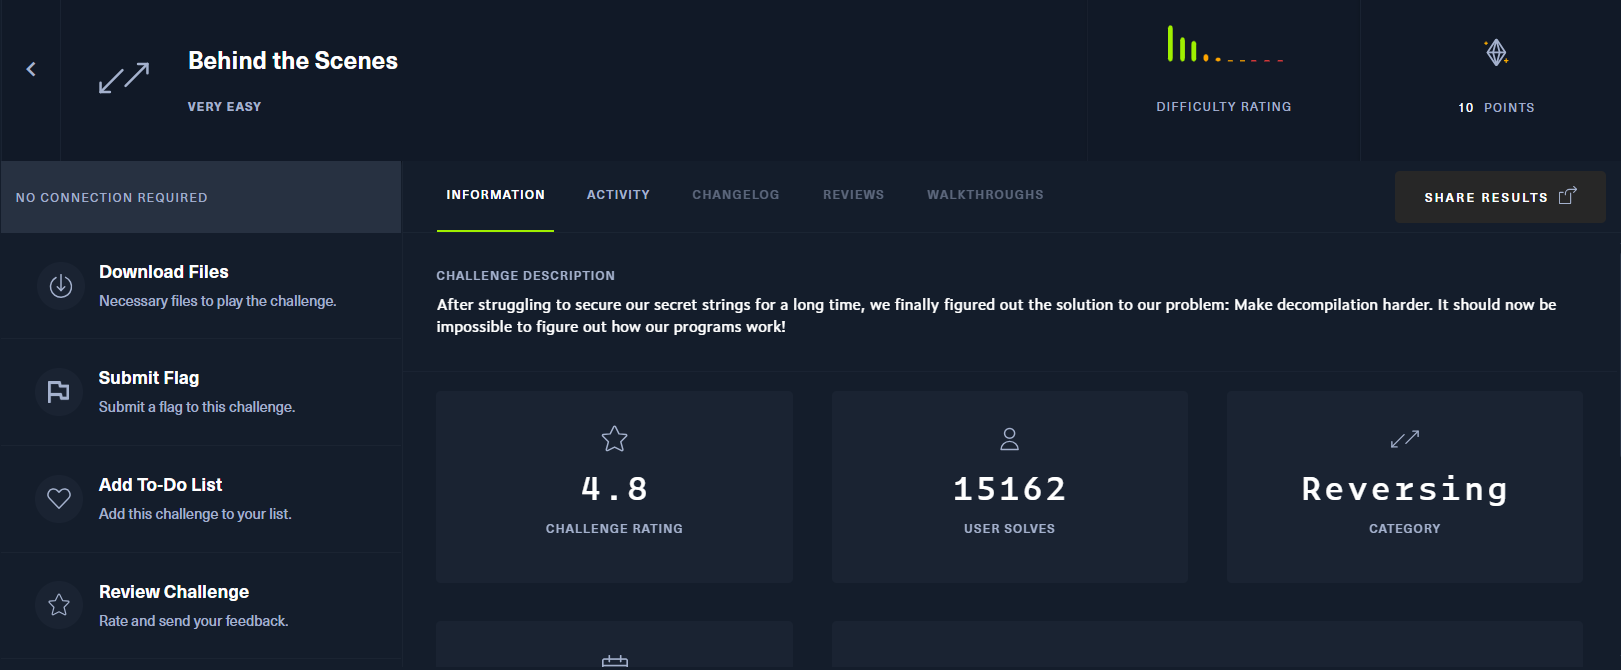 Behind the Scenes
VERY EASY
DIFFICULTY RATING
10 POINTS
NO CONNECTION REQUIRED
Download Files
Necessary files to play the challenge.
Submit Flag
Submit a flag to this challenge.
Add To-Do List
Add this challenge to your list.
Review Challenge
Rate and send your feedback.
INFORMATION
ACTIVITY
CHANGELOG
REVIEWS
WALKTHROUGHS
SHARE RESULTS
CHALLENGE DESCRIPTION
After struggling to secure our secret strings for a long time, we finally figured out the solution to our problem: Make decompilation harder. It should now be
impossible to figure out how our programs work!
4.8
CHALLENGE RATING
15162
USER SOLVES
Reversing
CATEGORY